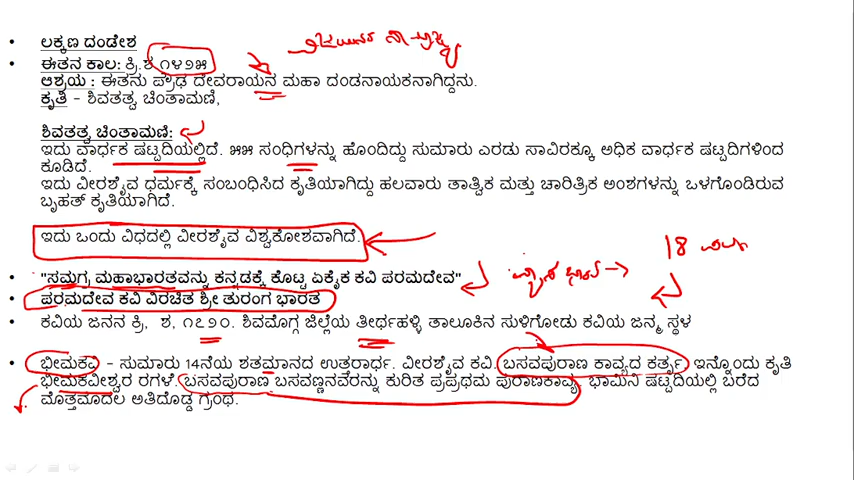 ಲಕ್ಕಣ ದಂಡೇಶ
ಈತನ ಕಾಲ: ಕ್ರಿ.ಶ ೧೪೨೫
ಆಶ್ರಯ : ಈತನು ಪ್ರೌಢ ದೇವರಾಯನ ಮಹಾ ದಂಡನಾಯಕನಾಗಿದ್ದನು.
ಕೃತಿ – ಶಿವತತ್ವ ಚಿಂತಾಮಣಿ,
ಶಿವತತ್ವ ಚಿಂತಾಮಣಿ:
ಇದು ವಾರ್ಧಕ ಷಟ್ಪದಿಯಲ್ಲಿದೆ. ೫೫ ಸಂಧಿಗಳನ್ನು ಹೊಂದಿದ್ದು ಸುಮಾರು ಎರಡು ಸಾವಿರಕ್ಕೂ ಅಧಿಕ ವಾರ್ಧಕ ಷಟ್ಪದಿಗಳಿಂದ
ಕೂಡಿದೆ.
ಇದು ವೀರಶೈವ ಧರ್ಮಕ್ಕೆ ಸಂಬಂಧಿಸಿದ ಕೃತಿಯಾಗಿದ್ದು ಹಲವಾರು ತಾತ್ವಿಕ ಮತ್ತು ಚಾರಿತ್ರಿಕ ಅಂಶಗಳನ್ನು ಒಳಗೊಂಡಿರುವ
ಬೃಹತ್ ಕೃತಿಯಾಗಿದೆ.
ಇದು ಒಂದು ವಿಧದಲ್ಲಿ ವೀರಶೈವ ವಿಶ್ವಕೋಶವಾಗಿದೆ.
18
"ಸಮಗ್ರ ಮಹಾಭಾರತವನ್ನು ಕನ್ನಡಕ್ಕೆ ಕೊಟ್ಟ ಏಕೈಕ ಕವಿ ಪರಮದೇವ"
ಪರಮದೇವ ಕವಿ ವಿರಚಿತ ಶ್ರೀ ತುರಂಗ ಭಾರತ
ಕವಿಯ ಜನನ ಕ್ರಿ, ಶ, ೧೭೨೦. ಶಿವಮೊಗ್ಗ ಜಿಲ್ಲೆಯ ತೀರ್ಥಹಳ್ಳಿ ತಾಲೂಕಿನ ಸುಳಿಗೋಡು ಕವಿಯ ಜನ್ಮ ಸ್ಥಳ
ಭೀಮಕವಿ – ಸುಮಾರು 14ನೆಯ ಶತಮಾನದ ಉತ್ತರಾರ್ಧ. ವೀರಶೈವ ಕವಿ. ಬಸವಪುರಾಣ ಕಾವ್ಯದ ಕರ್ತೃ ಇನ್ನೊಂದು ಕೃತಿ
ಭೀಮಕವೀಶ್ವರ ರಗಳೆ. ಬಸವಪುರಾಣ ಬಸವಣ್ಣನವರನ್ನು ಕುರಿತ ಪ್ರಪ್ರಥಮ ಪುರಾಣಕಾವ್ಯ ಭಾಮಿನಿ ಷಟ್ಪದಿಯಲ್ಲಿ ಬರೆದ
ಮೊತ್ತಮೊದಲ ಅತಿದೊಡ್ಡ ಗ್ರಂಥ.